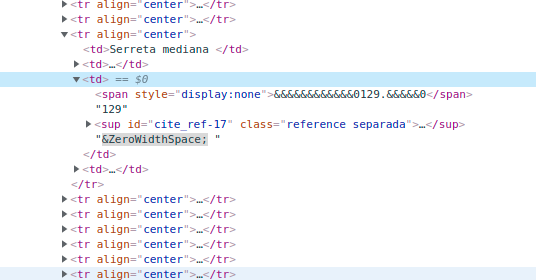 <tr align="center">…</tr>
<tr align="center">…</tr>
<tr align="center">
<td>Serreta mediana </td>
<td>…</td>
<td> == $0
<span style="display:none">&&&&&&&&&&&&0129.&&&&&0</span>
"129"
<sup id="cite_ref-17" class="reference separada">…</sup>
"&ZeroWidthSpace; "
</td>
<td>…</td>
</tr>
<tr align="center">…</tr>
<tr align="center">…</tr>
<tr align="center">…</tr>
<tr align="center">…</tr>
<tr align="center">…</tr>
<tr align="center">…</tr>